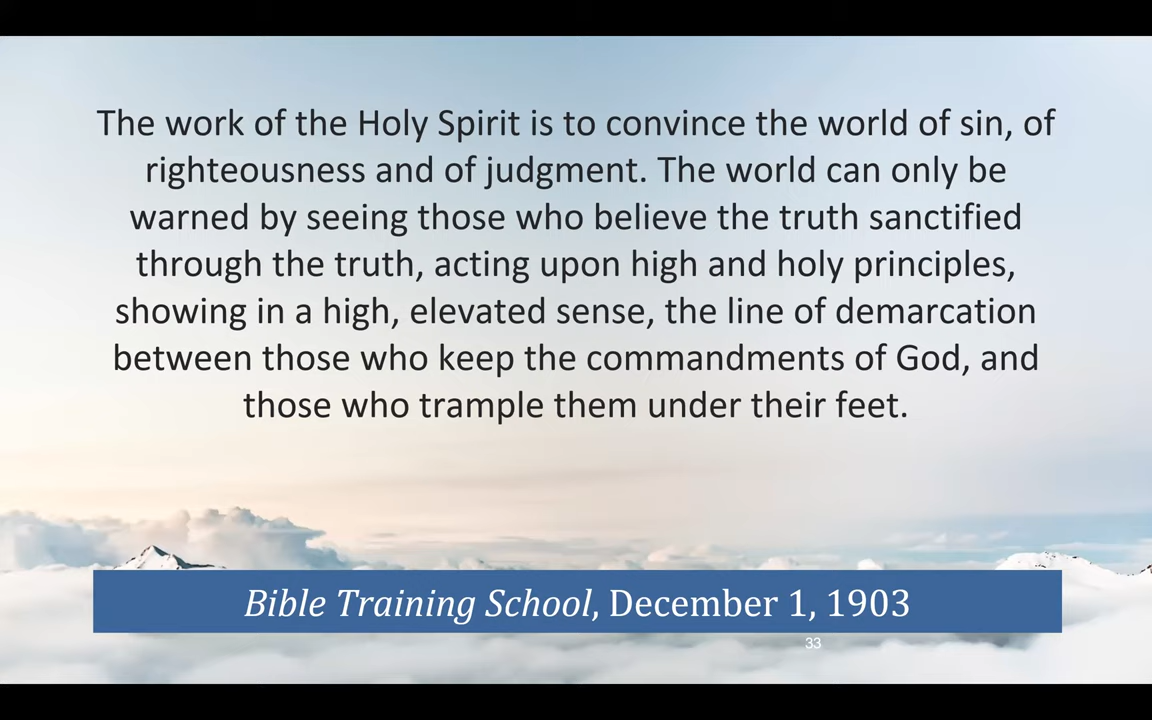 The work of the Holy Spirit is to convince the world of sin, of
righteousness and of judgment. The world can only be
warned by seeing those who believe the truth sanctified
through the truth, acting upon high and holy principles,
showing in a high, elevated sense, the line of demarcation
between those who keep the commandments of God, and
those who trample them under their feet.
Bible Training School, December 1, 1903
33